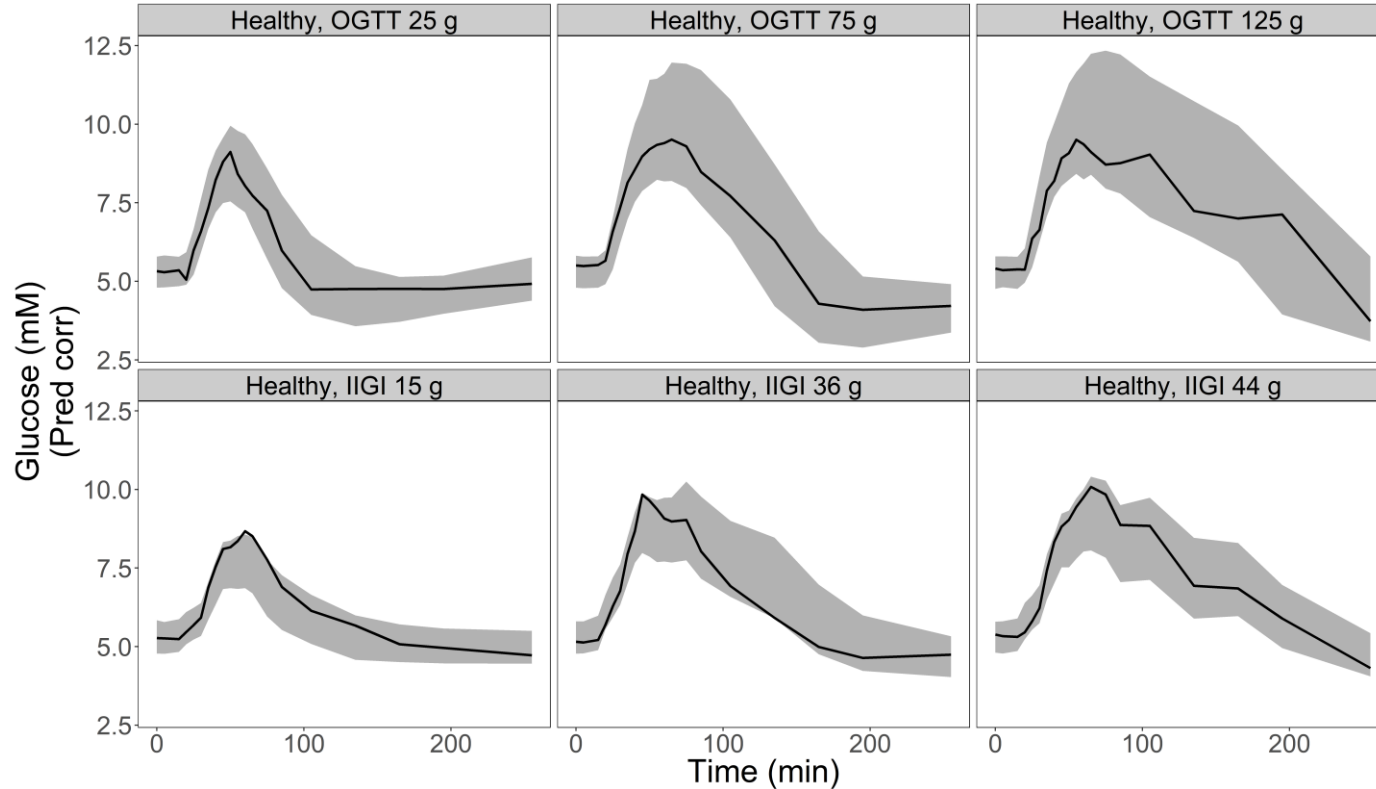 Healthy, OGTT 25 g
Healthy, OGTT 75 g
Healthy, OGTT 125 g
12.5
10.0
7.5
5.0
2.5
Healthy, IIGI 15 g
Healthy, IIGI 36 g
Healthy, IIGI 44 g
12.5
10.0
7.5
5.0
2.5
Glucose (mM)
(Pred corr)
0
100
200
0
100
200
0
100
200
Time (min)